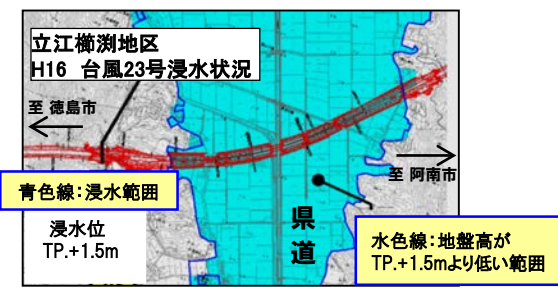 立江櫛渕地区
H16 台風23号浸水状況
至 徳島市
至 阿南市
青色線：浸水範囲
浸水位
TP.+1.5m
県道
水色線：地盤高が
TP.+1.5mより低い範囲